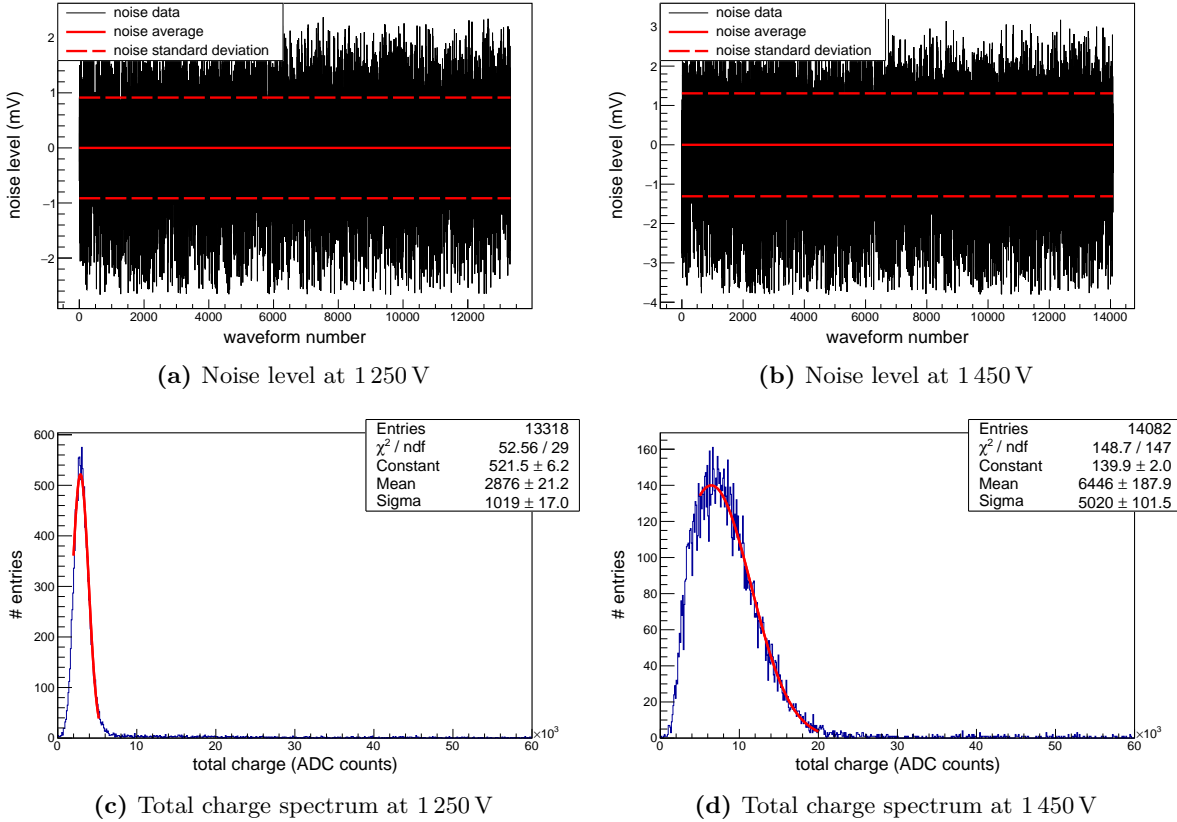 noise data
noise average
noise standard deviation
2
1
0
−1
−2
noise level (mV)
0 2000 4000 6000 8000 10000 12000
waveform number
(a) Noise level at 1 250 V
noise data
noise average
noise standard deviation
3
2
1
0
−1
−2
−3
−4
noise level (mV)
0 2000 4000 6000 8000 10000 12000 14000
waveform number
(b) Noise level at 1 450 V
Entries 13318
χ² / ndf 52.56 / 29
Constant 521.5 ± 6.2
Mean 2876 ± 21.2
Sigma 1019 ± 17.0
600
500
400
300
200
100
0
# entries
0 10 20 30 40 50 60
×10³
total charge (ADC counts)
(c) Total charge spectrum at 1 250 V
Entries 14082
χ² / ndf 148.7 / 147
Constant 139.9 ± 2.0
Mean 6446 ± 187.9
Sigma 5020 ± 101.5
160
140
120
100
80
60
40
20
0
# entries
0 10 20 30 40 50 60
×10³
total charge (ADC counts)
(d) Total charge spectrum at 1 450 V